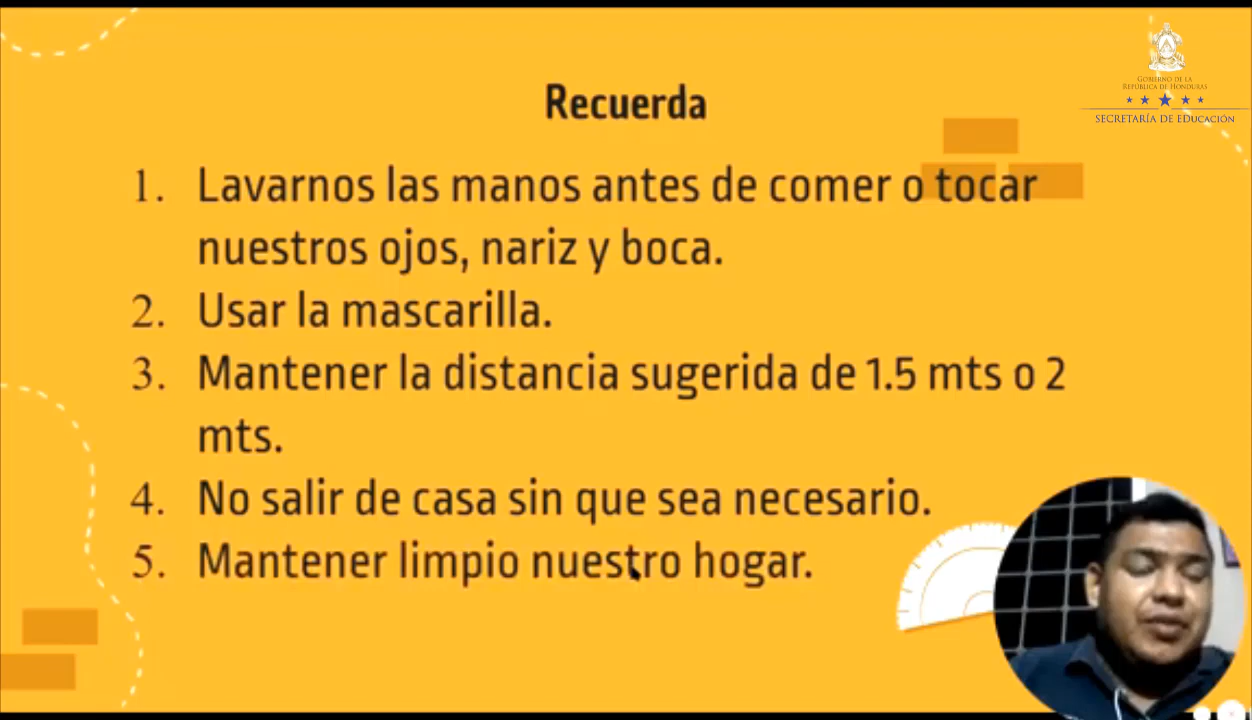 GOBIERNO DE LA
REPÚBLICA DE HONDURAS
SECRETARÍA DE EDUCACIÓN
Recuerda
1. Lavarnos las manos antes de comer o tocar
nuestros ojos, nariz y boca.
2. Usar la mascarilla.
3. Mantener la distancia sugerida de 1.5 mts o 2
mts.
4. No salir de casa sin que sea necesario.
5. Mantener limpio nuestro hogar.